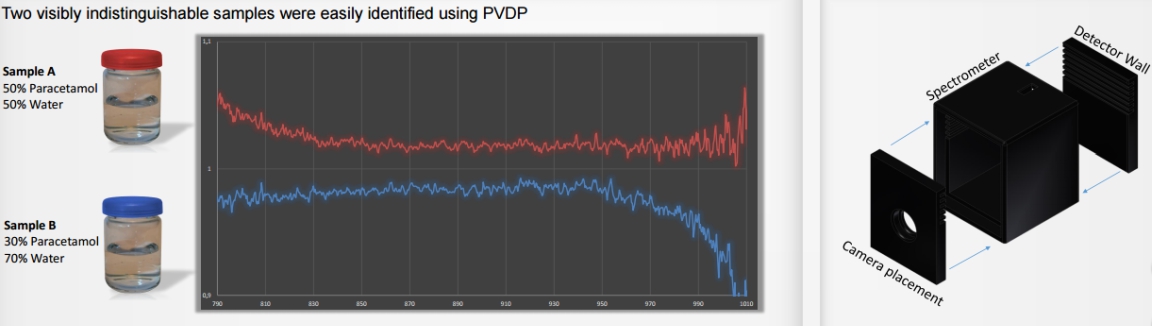 Two visibly indistinguishable samples were easily identified using PVDP
Sample A
50% Paracetamol
50% Water
Sample B
30% Paracetamol
70% Water
1,1
1
0,9
790 810 830 850 870 890 910 930 950 970 990 1010
Spectrometer
Detector Wall
Camera placement